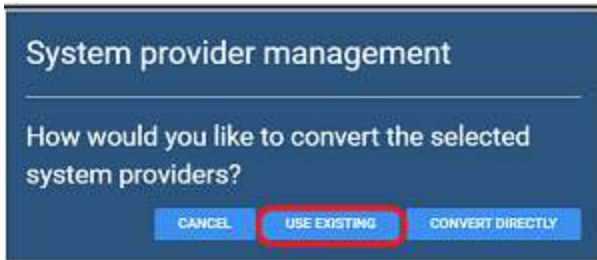 System provider management
How would you like to convert the selected
system providers?
CANCEL USE EXISTING CONVERT DIRECTLY